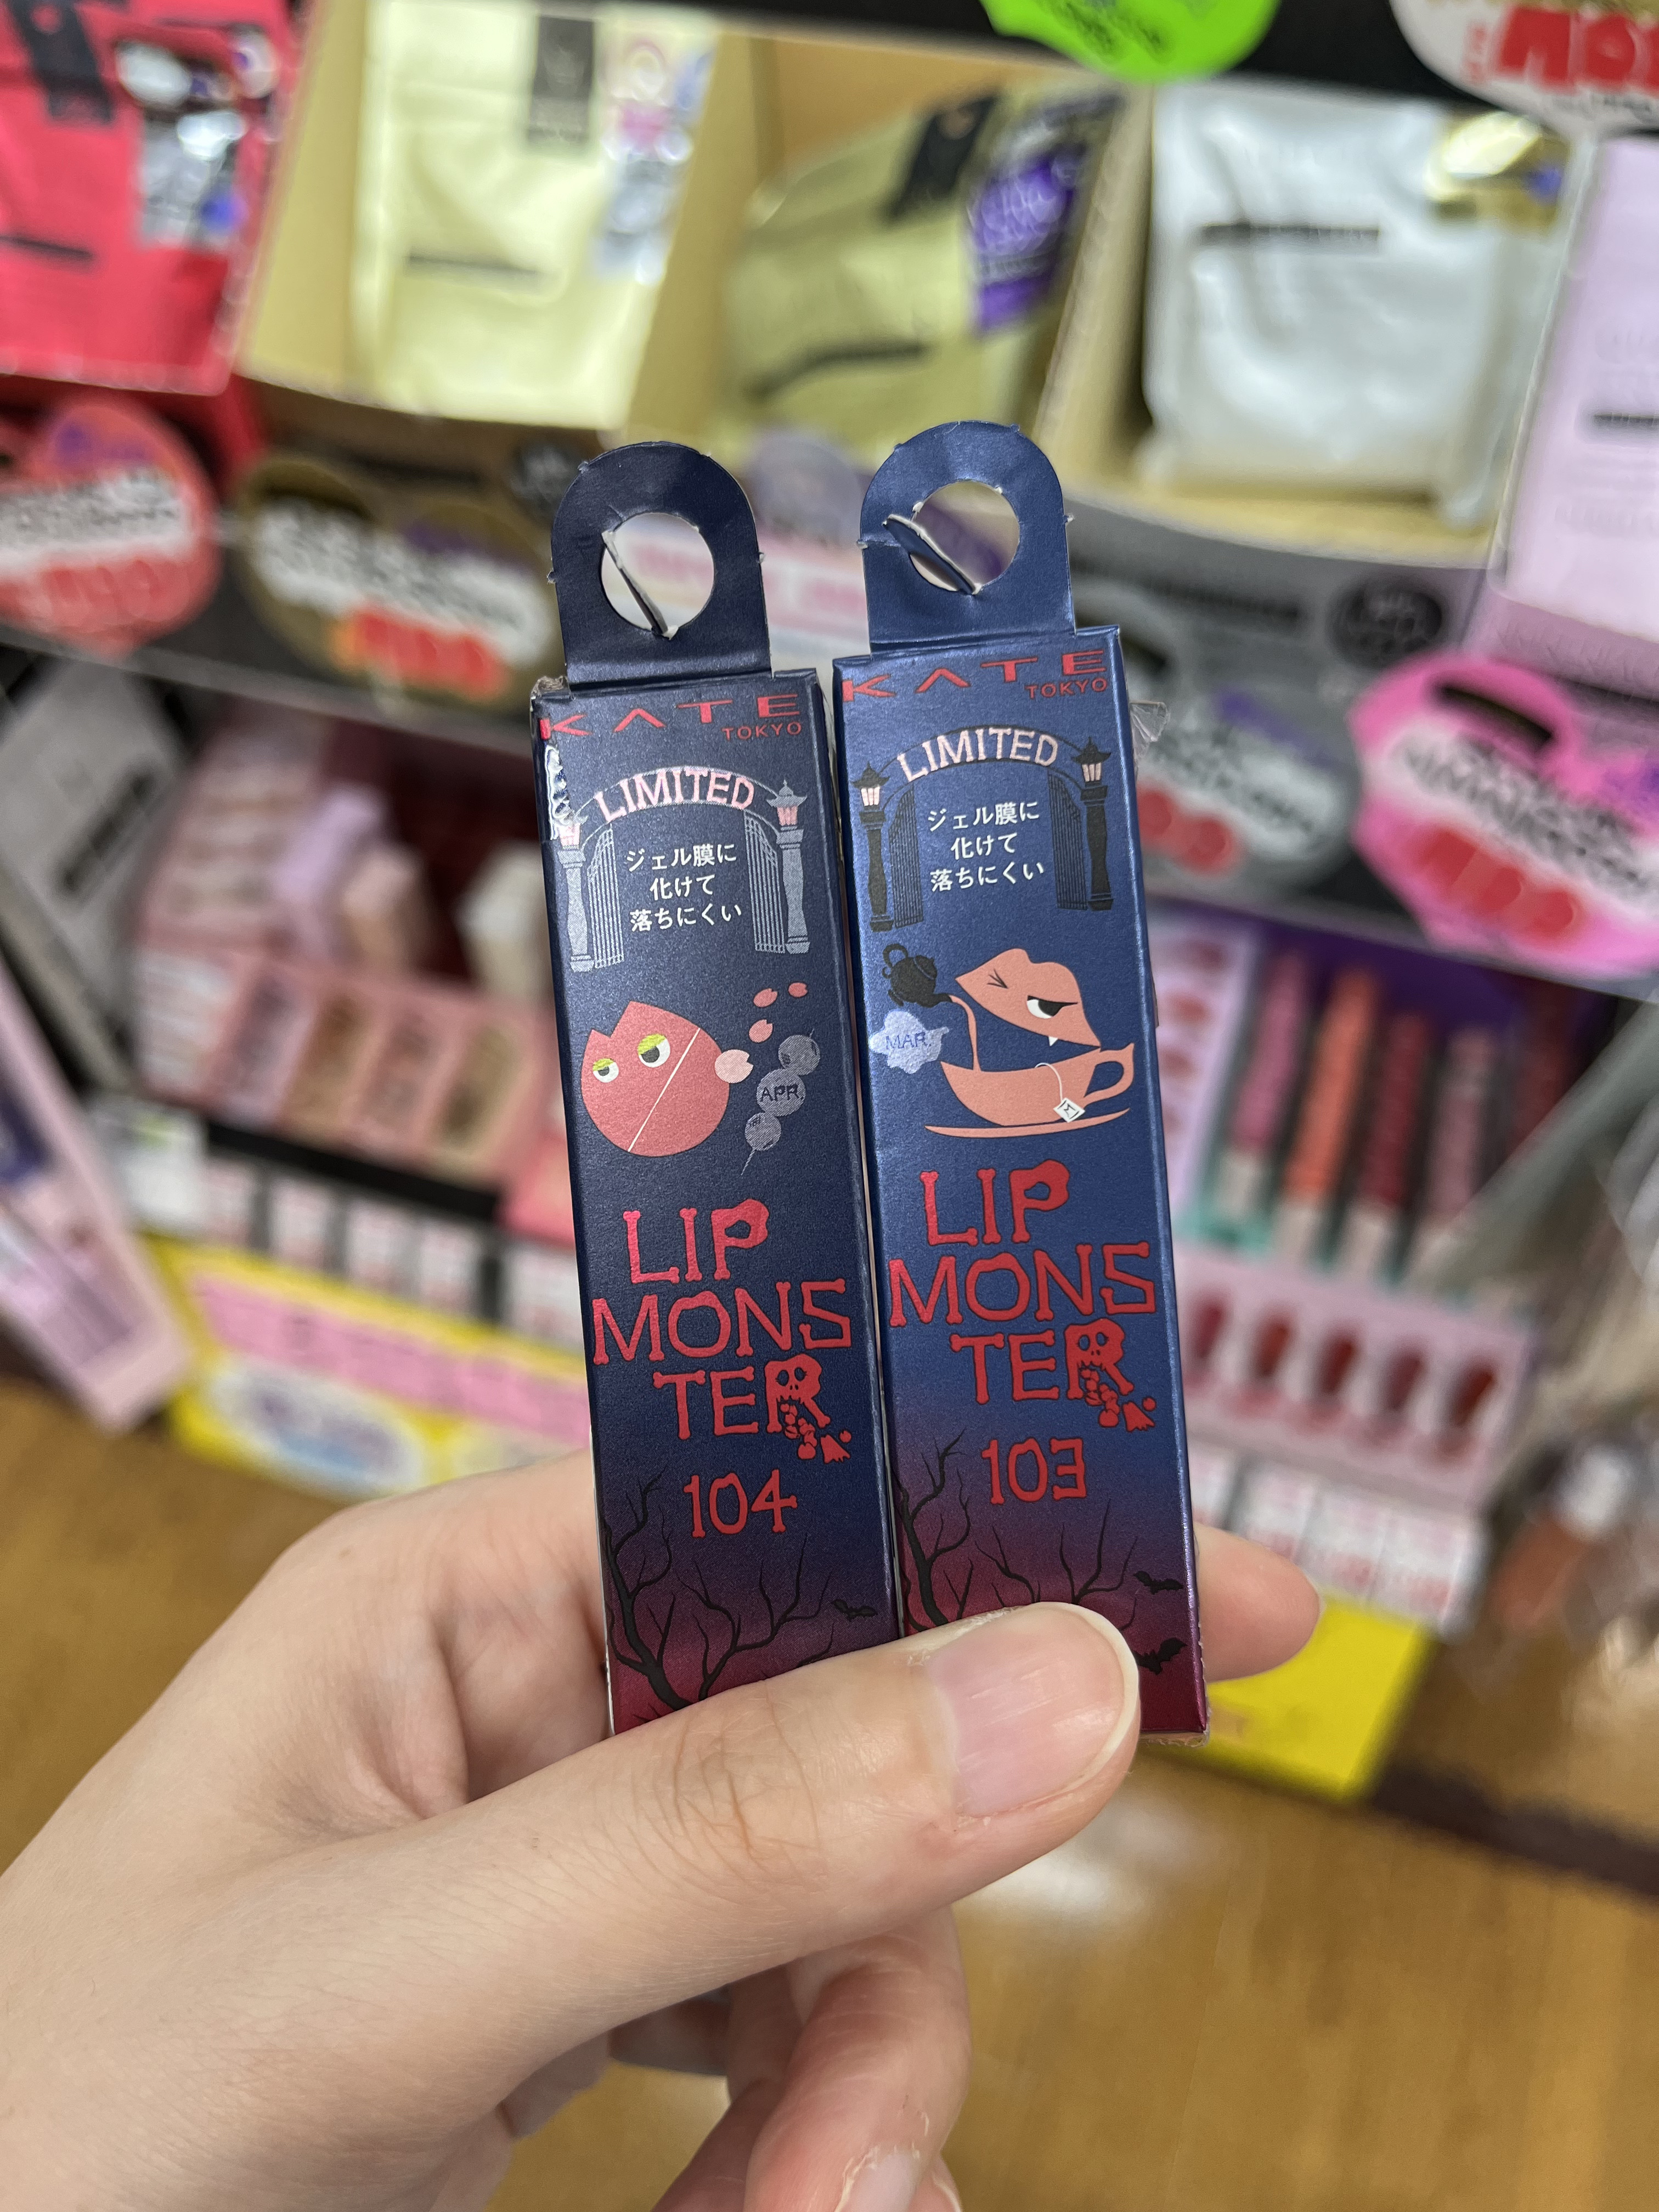 KATE
TOKYO
LIMITED
ジェル膜に
化けて
落ちにくい
APR.
LIP
MONS
TER
104
KATE
TOKYO
LIMITED
ジェル膜に
化けて
落ちにくい
MAR.
LIP
MONS
TER
103